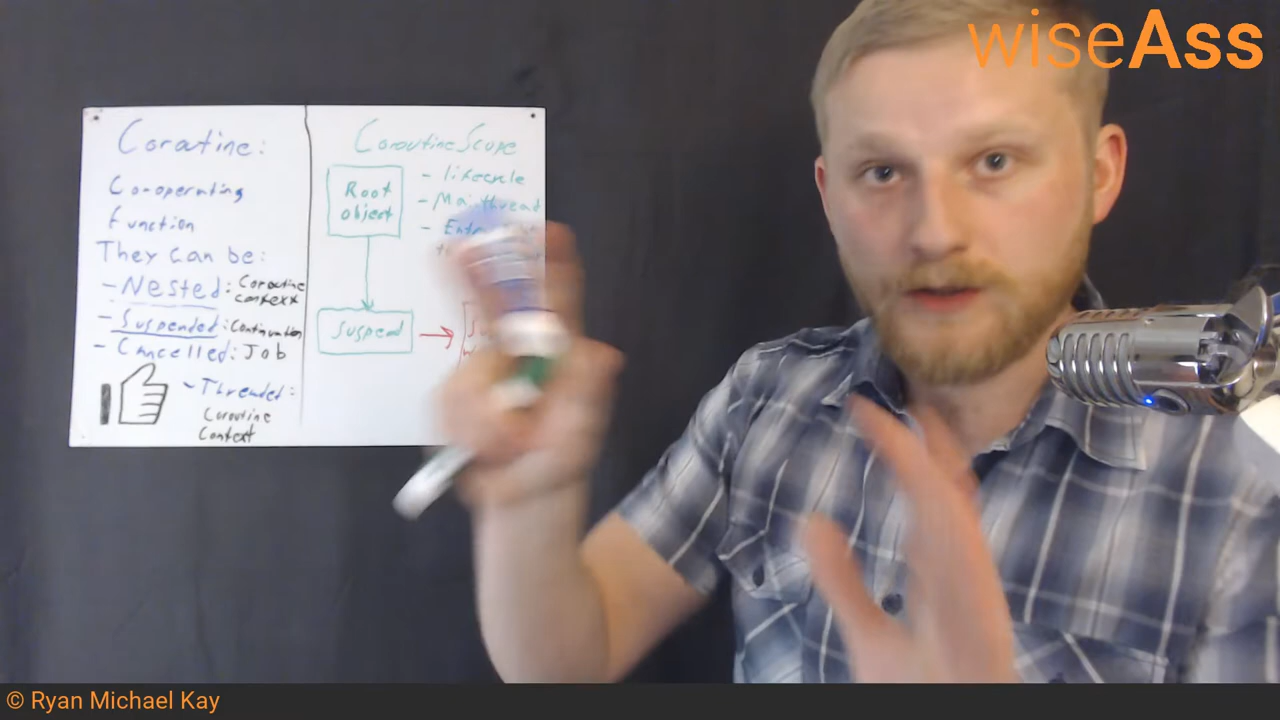 wiseAss
Coroutine:
Co-operating
function
They can be:
- Nested: Coroutine
context
- Suspended: Continuation
- Cancelled: Job
- Threaded:
Coroutine
Context
CoroutineScope
Root
object
- lifecycle
-
-
Suspend
© Ryan Michael Kay